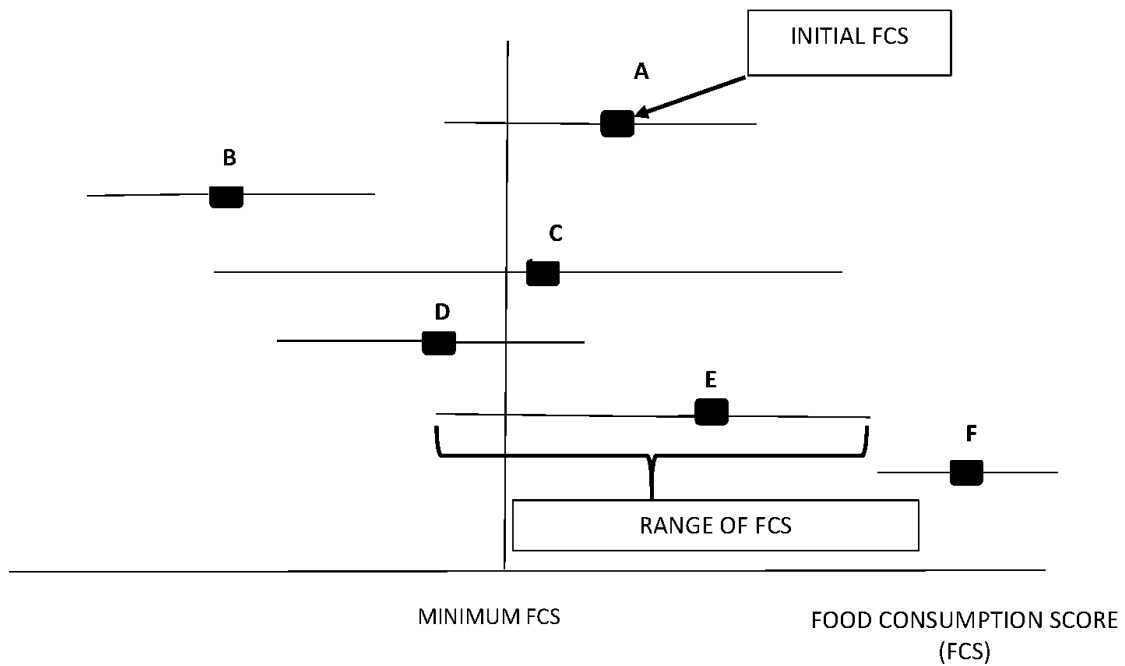 INITIAL FCS
A
B
C
D
E
F
RANGE OF FCS
MINIMUM FCS
FOOD CONSUMPTION SCORE
(FCS)